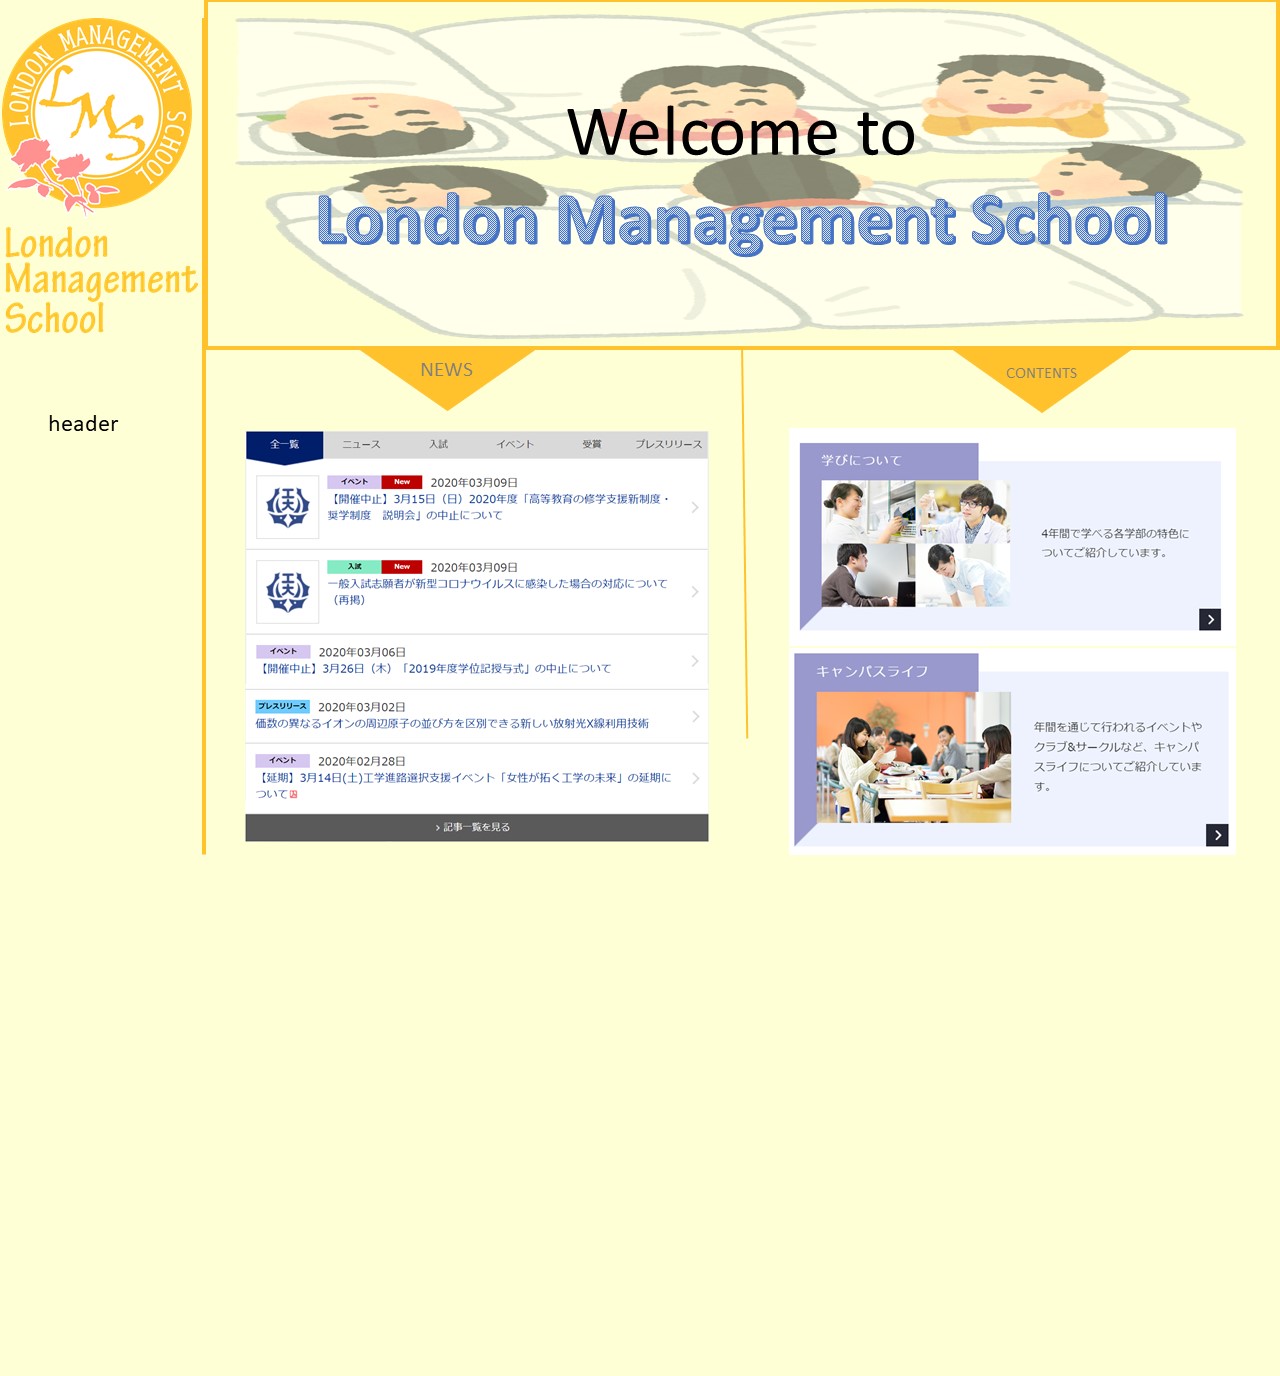 LONDON MANAGEMENT SCHOOL
LMS
London
Management
School
header
Welcome to
London Management School
NEWS
全一覧 ニュース 入試 イベント 受賞 プレスリリース
イベント New 2020年03月09日
【開催中止】3月15日（日）2020年度「高等教育の修学支援新制度・
奨学制度　説明会」の中止について
入試 New 2020年03月09日
一般入試志願者が新型コロナウイルスに感染した場合の対応について
（再掲）
イベント 2020年03月06日
【開催中止】3月26日（木）「2019年度学位記授与式」の中止について
プレスリリース 2020年03月02日
価数の異なるイオンの周辺原子の並び方を区別できる新しい放射光X線利用技術
イベント 2020年02月28日
【延期】3月14日(土)工学進路選択支援イベント「女性が拓く工学の未来」の延期に
ついて
› 記事一覧を見る
CONTENTS
学びについて
4年間で学べる各学部の特色に
ついてご紹介しています。
キャンパスライフ
年間を通じて行われるイベントや
クラブ&サークルなど、キャンパ
スライフについてご紹介していま
す。